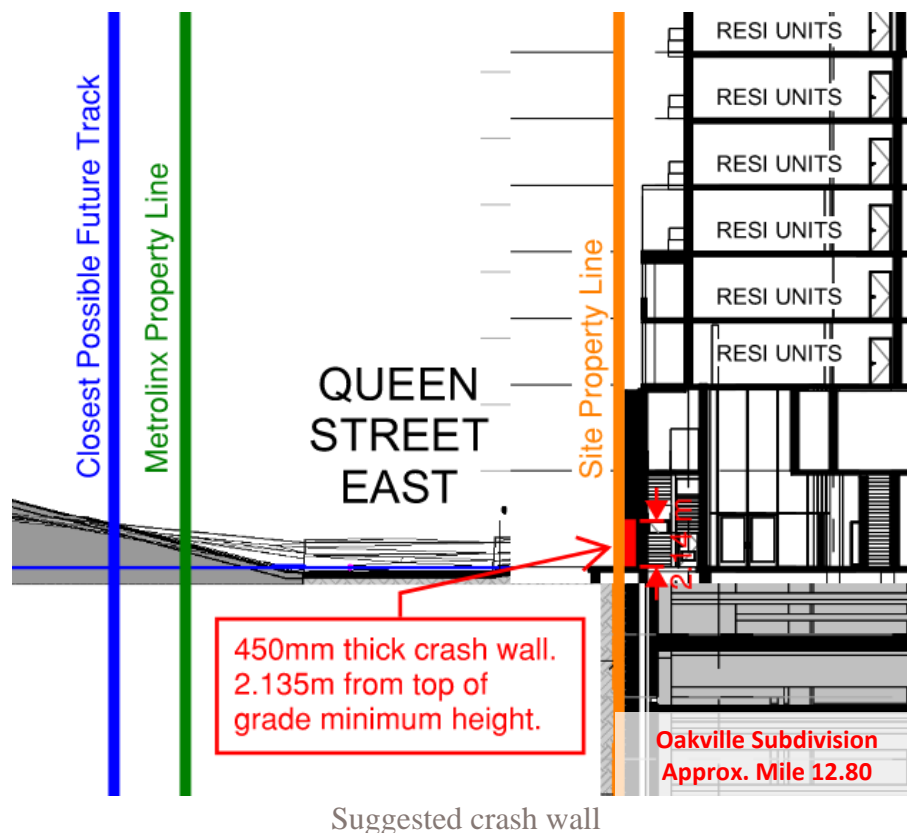 Closest Possible Future Track
Metrolinx Property Line
QUEEN
STREET
EAST
Site Property Line
RESI UNITS
RESI UNITS
RESI UNITS
RESI UNITS
RESI UNITS
RESI UNITS
2.14 m
450mm thick crash wall.
2.135m from top of
grade minimum height.
Oakville Subdivision
Approx. Mile 12.80
Suggested crash wall